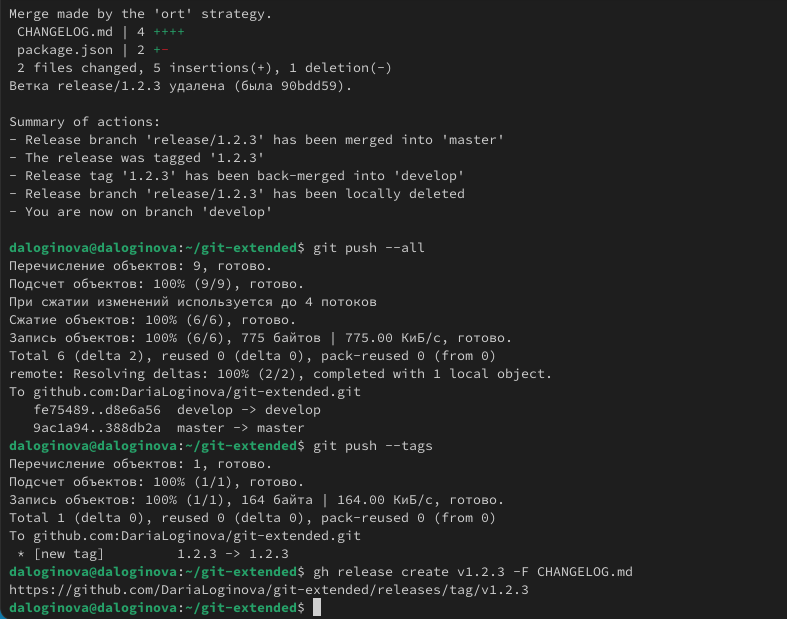 Merge made by the 'ort' strategy.
 CHANGELOG.md | 4 ++++
 package.json | 2 +-
 2 files changed, 5 insertions(+), 1 deletion(-)
Ветка release/1.2.3 удалена (была 90bdd59).

Summary of actions:
- Release branch 'release/1.2.3' has been merged into 'master'
- The release was tagged '1.2.3'
- Release tag '1.2.3' has been back-merged into 'develop'
- Release branch 'release/1.2.3' has been locally deleted
- You are now on branch 'develop'

daloginova@daloginova:~/git-extended$ git push --all
Перечисление объектов: 9, готово.
Подсчет объектов: 100% (9/9), готово.
При сжатии изменений используется до 4 потоков
Сжатие объектов: 100% (6/6), готово.
Запись объектов: 100% (6/6), 775 байтов | 775.00 КиБ/с, готово.
Total 6 (delta 2), reused 0 (delta 0), pack-reused 0 (from 0)
remote: Resolving deltas: 100% (2/2), completed with 1 local object.
To github.com:DariaLoginova/git-extended.git
   fe75489..d8e6a56  develop -> develop
   9ac1a94..388db2a  master -> master
daloginova@daloginova:~/git-extended$ git push --tags
Перечисление объектов: 1, готово.
Подсчет объектов: 100% (1/1), готово.
Запись объектов: 100% (1/1), 164 байта | 164.00 КиБ/с, готово.
Total 1 (delta 0), reused 0 (delta 0), pack-reused 0 (from 0)
To github.com:DariaLoginova/git-extended.git
 * [new tag]         1.2.3 -> 1.2.3
daloginova@daloginova:~/git-extended$ gh release create v1.2.3 -F CHANGELOG.md
https://github.com/DariaLoginova/git-extended/releases/tag/v1.2.3
daloginova@daloginova:~/git-extended$